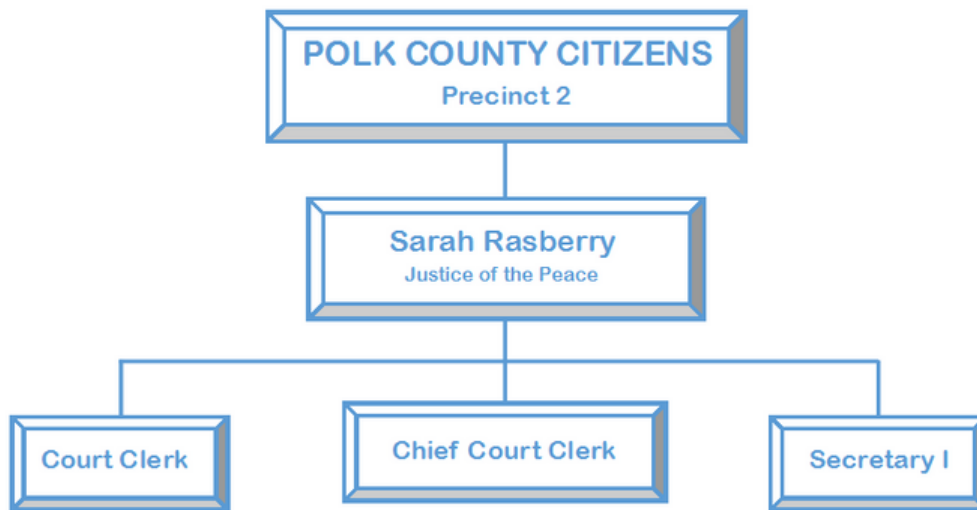 POLK COUNTY CITIZENS
Precinct 2
Sarah Rasberry
Justice of the Peace
Court Clerk
Chief Court Clerk
Secretary I